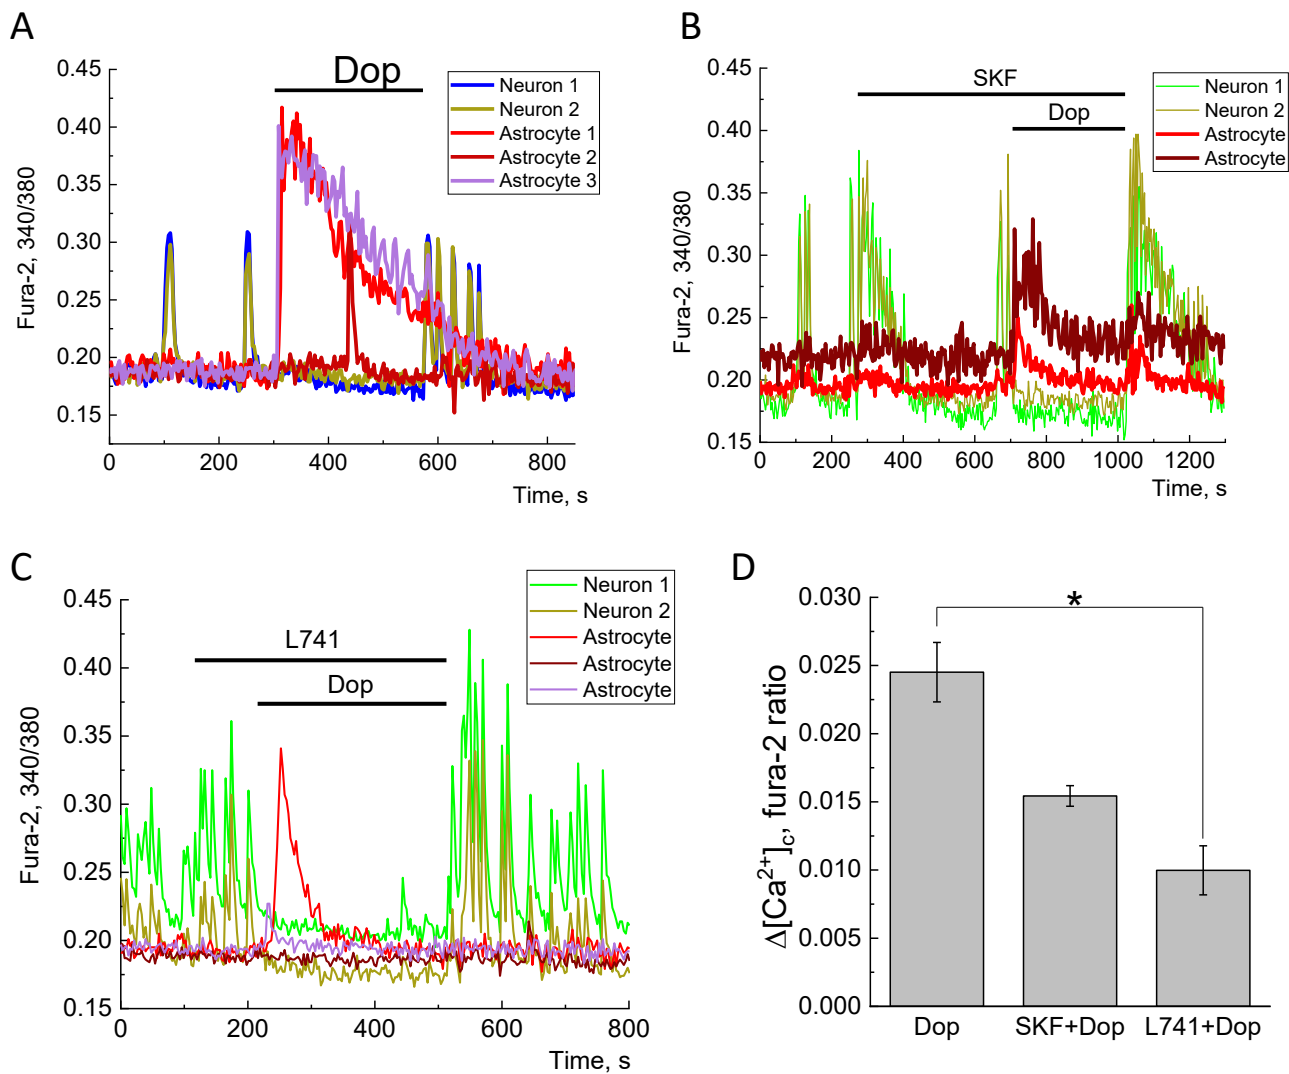 A
Dop
0.45
0.40
0.35
0.30
0.25
0.20
0.15
Fura-2, 340/380
0 200 400 600 800
Time, s
Neuron 1
Neuron 2
Astrocyte 1
Astrocyte 2
Astrocyte 3
B
SKF
Dop
0.45
0.40
0.35
0.30
0.25
0.20
0.15
Fura-2, 340/380
0 200 400 600 800 1000 1200
Time, s
Neuron 1
Neuron 2
Astrocyte
Astrocyte
C
L741
Dop
0.45
0.40
0.35
0.30
0.25
0.20
0.15
Fura-2, 340/380
0 200 400 600 800
Time, s
Neuron 1
Neuron 2
Astrocyte
Astrocyte
Astrocyte
D
*
0.030
0.025
0.020
0.015
0.010
0.005
0.000
Δ[Ca²⁺]c, fura-2 ratio
Dop SKF+Dop L741+Dop